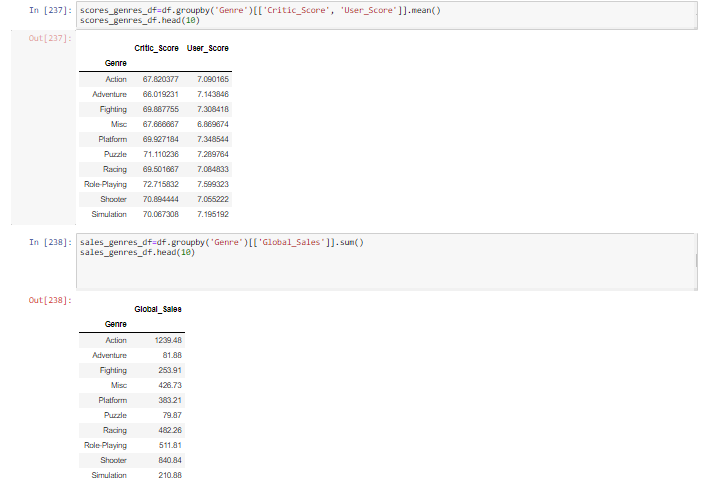 In [237]: scores_genres_df=df.groupby('Genre')[['Critic_Score', 'User_Score']].mean()
scores_genres_df.head(10)
Out[237]:
Critic_Score User_Score
Genre
Action 67.820377 7.090165
Adventure 66.019231 7.143846
Fighting 69.887755 7.308418
Misc 67.666667 6.869674
Platform 69.927184 7.348544
Puzzle 71.110236 7.289764
Racing 69.501667 7.084833
Role-Playing 72.715832 7.599323
Shooter 70.894444 7.055222
Simulation 70.067308 7.195192
In [238]: sales_genres_df=df.groupby('Genre')[['Global_Sales']].sum()
sales_genres_df.head(10)
Out[238]:
Global_Sales
Genre
Action 1239.48
Adventure 81.88
Fighting 253.91
Misc 426.73
Platform 383.21
Puzzle 79.87
Racing 482.26
Role-Playing 511.81
Shooter 840.84
Simulation 210.88